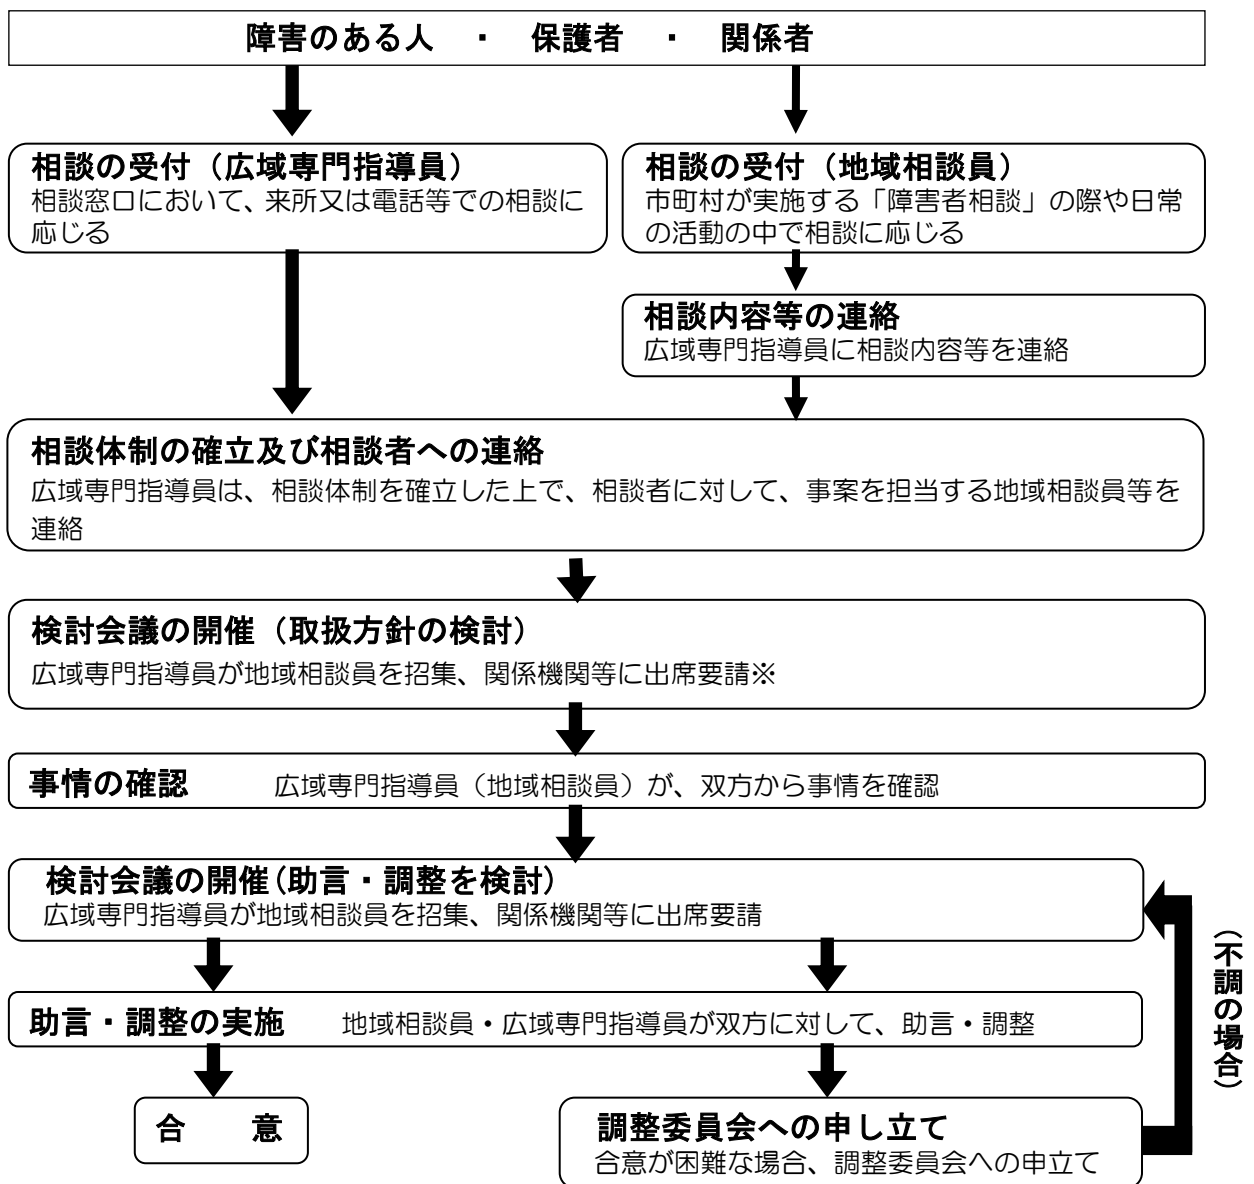 障害のある人 ・ 保護者 ・ 関係者
相談の受付（広域専門指導員）
相談窓口において、来所又は電話等での相談に
応じる
相談の受付（地域相談員）
市町村が実施する「障害者相談」の際や日常
の活動の中で相談に応じる
相談内容等の連絡
広域専門指導員に相談内容等を連絡
相談体制の確立及び相談者への連絡
広域専門指導員は、相談体制を確立した上で、相談者に対して、事案を担当する地域相談員等を
連絡
検討会議の開催（取扱方針の検討）
広域専門指導員が地域相談員を招集、関係機関等に出席要請※
事情の確認 広域専門指導員（地域相談員）が、双方から事情を確認
検討会議の開催(助言・調整を検討)
広域専門指導員が地域相談員を招集、関係機関等に出席要請
（不調の場合）
助言・調整の実施 地域相談員・広域専門指導員が双方に対して、助言・調整
合 意
調整委員会への申し立て
合意が困難な場合、調整委員会への申立て